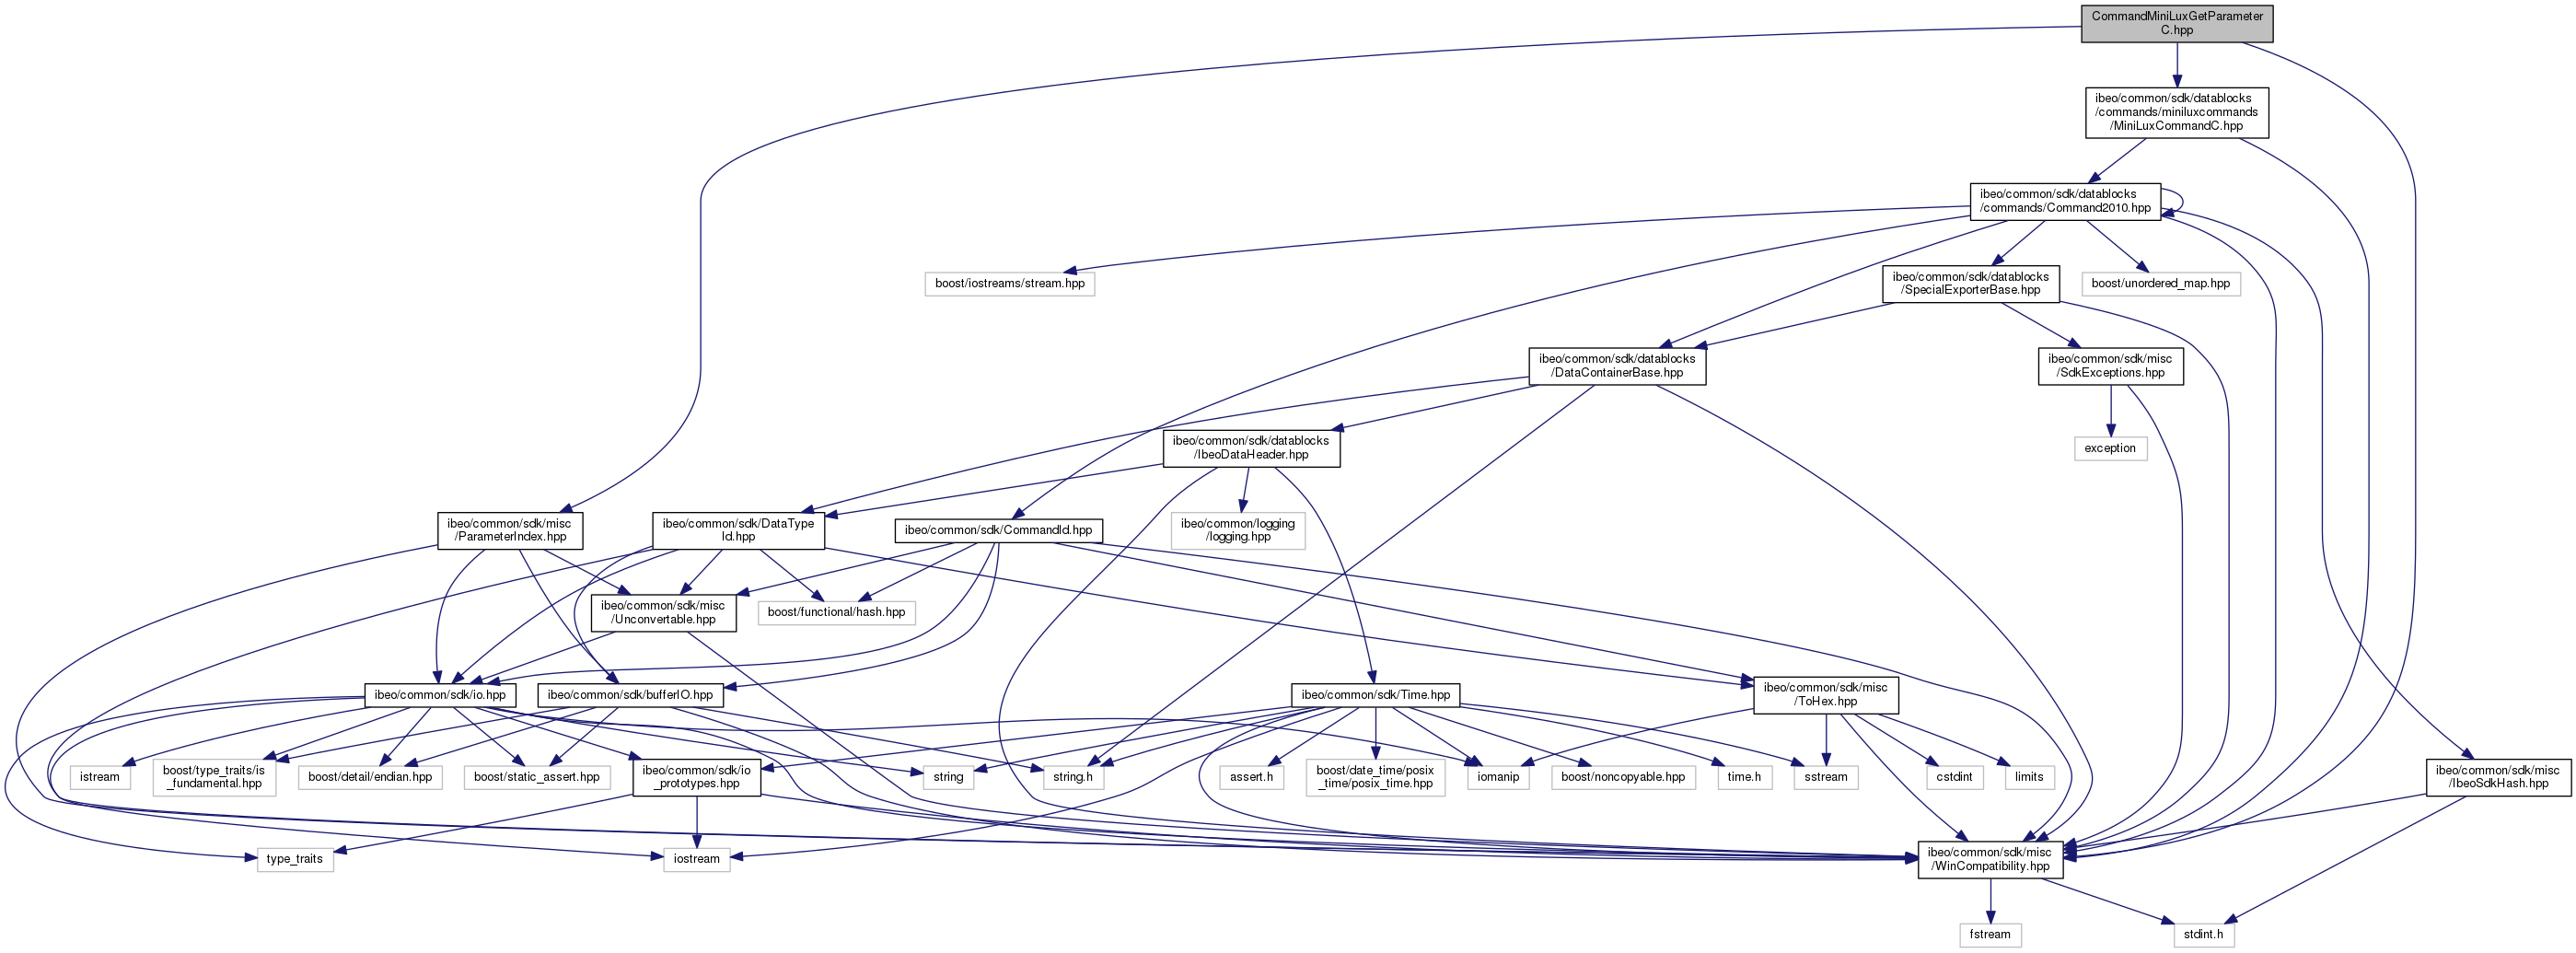 CommandMiniLuxGetParameter
C.hpp
ibeo/common/sdk/datablocks
/commands/miniluxcommands
/MiniLuxCommandC.hpp
ibeo/common/sdk/datablocks
/commands/Command2010.hpp
boost/iostreams/stream.hpp
ibeo/common/sdk/datablocks
/SpecialExporterBase.hpp
boost/unordered_map.hpp
ibeo/common/sdk/datablocks
/DataContainerBase.hpp
ibeo/common/sdk/misc
/SdkExceptions.hpp
ibeo/common/sdk/datablocks
/IbeoDataHeader.hpp
exception
ibeo/common/sdk/misc
/ParameterIndex.hpp
ibeo/common/sdk/DataType
Id.hpp
ibeo/common/sdk/CommandId.hpp
ibeo/common/logging
/logging.hpp
ibeo/common/sdk/misc
/Unconvertable.hpp
boost/functional/hash.hpp
ibeo/common/sdk/io.hpp
ibeo/common/sdk/bufferIO.hpp
ibeo/common/sdk/Time.hpp
ibeo/common/sdk/misc
/ToHex.hpp
istream
boost/type_traits/is
_fundamental.hpp
boost/detail/endian.hpp
boost/static_assert.hpp
ibeo/common/sdk/io
_prototypes.hpp
string
string.h
assert.h
boost/date_time/posix
_time/posix_time.hpp
iomanip
boost/noncopyable.hpp
time.h
sstream
cstdint
limits
ibeo/common/sdk/misc
/IbeoSdkHash.hpp
type_traits
iostream
ibeo/common/sdk/misc
/WinCompatibility.hpp
fstream
stdint.h